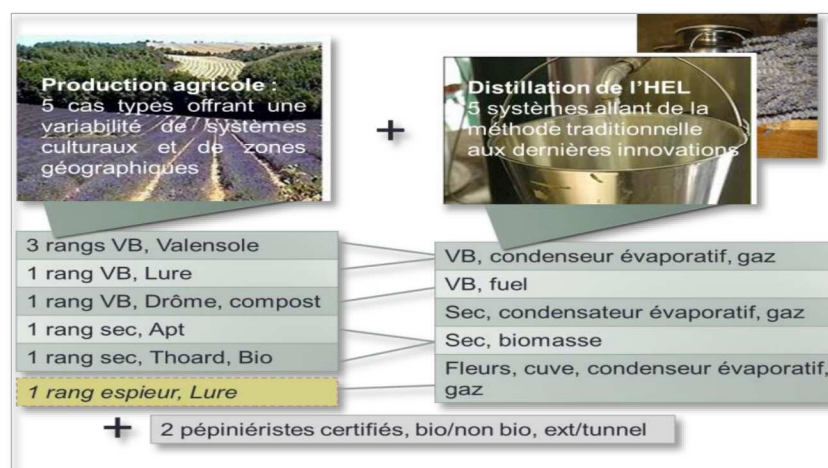 Production agricole :
5 cas types offrant une
variabilité de systèmes
culturaux et de zones
géographiques
+
Distillation de l'HEL
5 systèmes allant de la
méthode traditionnelle
aux dernières innovations
3 rangs VB, Valensole
1 rang VB, Lure
1 rang VB, Drôme, compost
1 rang sec, Apt
1 rang sec, Thoard, Bio
1 rang espieur, Lure
VB, condenseur évaporatif, gaz
VB, fuel
Sec, condensateur évaporatif, gaz
Sec, biomasse
Fleurs, cuve, condenseur évaporatif,
gaz
+
2 pépiniéristes certifiés, bio/non bio, ext/tunnel